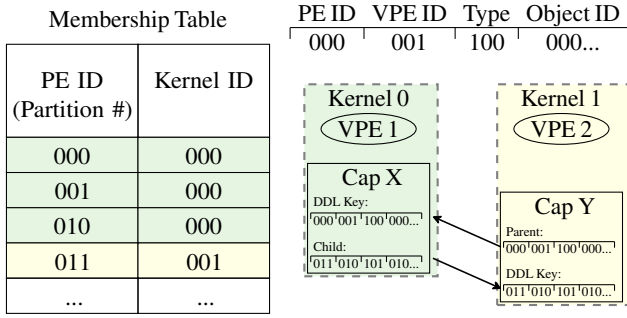 Membership Table
PE ID (Partition #) Kernel ID
000 000
001 000
010 000
011 001
... ...
PE ID VPE ID Type Object ID
000 001 100 000...
Kernel 0
VPE 1
Cap X
DDL Key:
000 001 100 000...
Child:
011 010 101 010...
Kernel 1
VPE 2
Cap Y
Parent:
000 001 100 000...
DDL Key:
011 010 101 010...